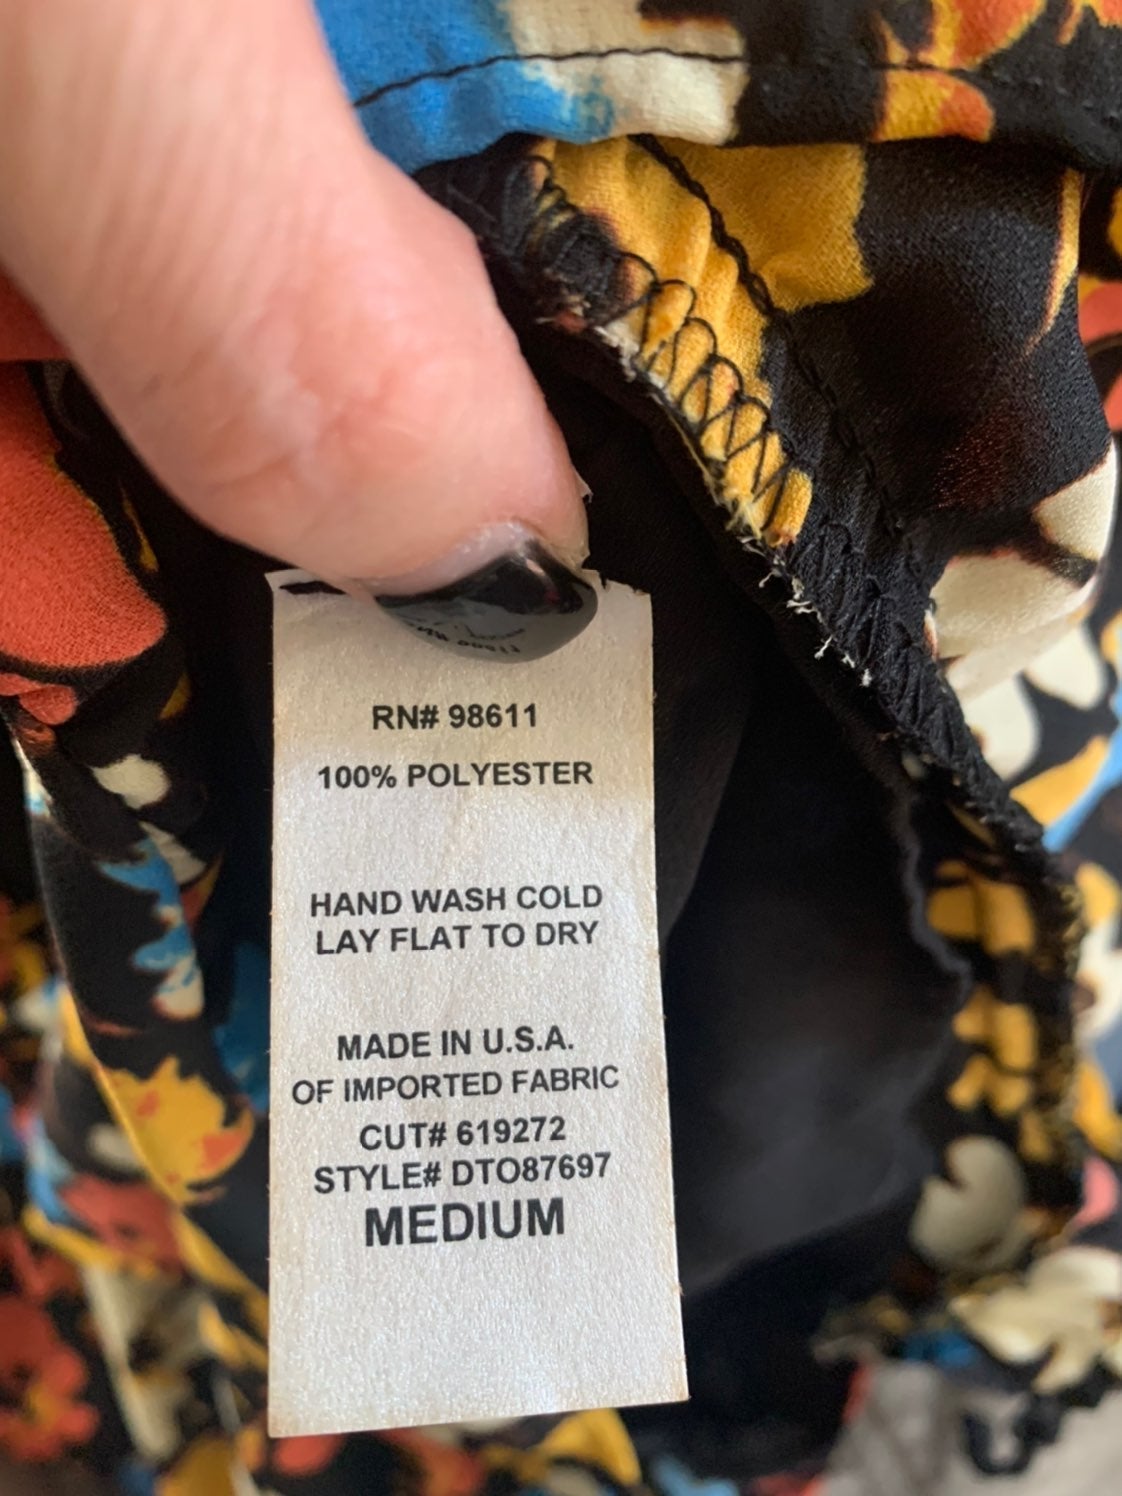 RN# 98611
100% POLYESTER
HAND WASH COLD
LAY FLAT TO DRY
MADE IN U.S.A.
OF IMPORTED FABRIC
CUT# 619272
STYLE# DTO87697
MEDIUM